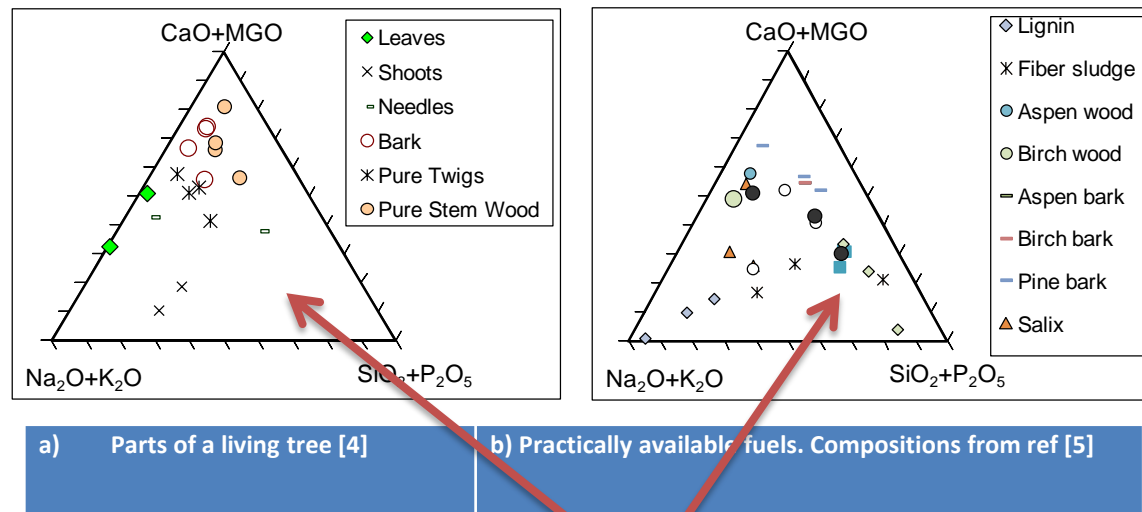 CaO+MGO
Leaves
Shoots
Needles
Bark
Pure Twigs
Pure Stem Wood
Na₂O+K₂O
SiO₂+P₂O₅
CaO+MGO
Lignin
Fiber sludge
Aspen wood
Birch wood
Aspen bark
Birch bark
Pine bark
Salix
Na₂O+K₂O
SiO₂+P₂O₅
a) Parts of a living tree [4]
b) Practically available fuels. Compositions from ref [5]